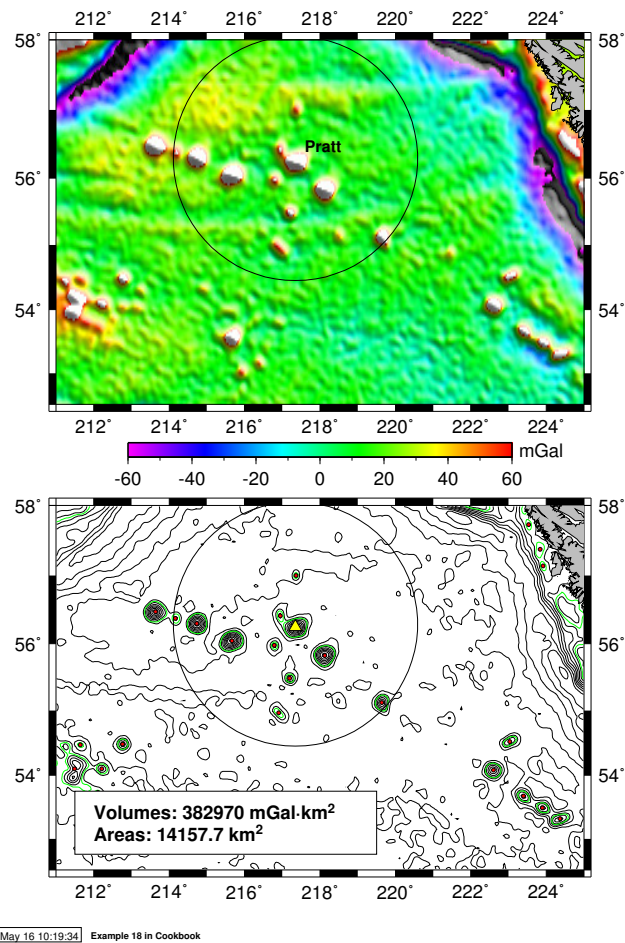 212˚ 214˚ 216˚ 218˚ 220˚ 222˚ 224˚
58˚ 58˚
Pratt
56˚ 56˚
54˚ 54˚
212˚ 214˚ 216˚ 218˚ 220˚ 222˚ 224˚
mGal
-60 -40 -20 0 20 40 60
212˚ 214˚ 216˚ 218˚ 220˚ 222˚ 224˚
58˚ 58˚
56˚ 56˚
54˚ 54˚
Volumes: 382970 mGal·km²
Areas: 14157.7 km²
212˚ 214˚ 216˚ 218˚ 220˚ 222˚ 224˚
May 16 10:19:34 Example 18 in Cookbook